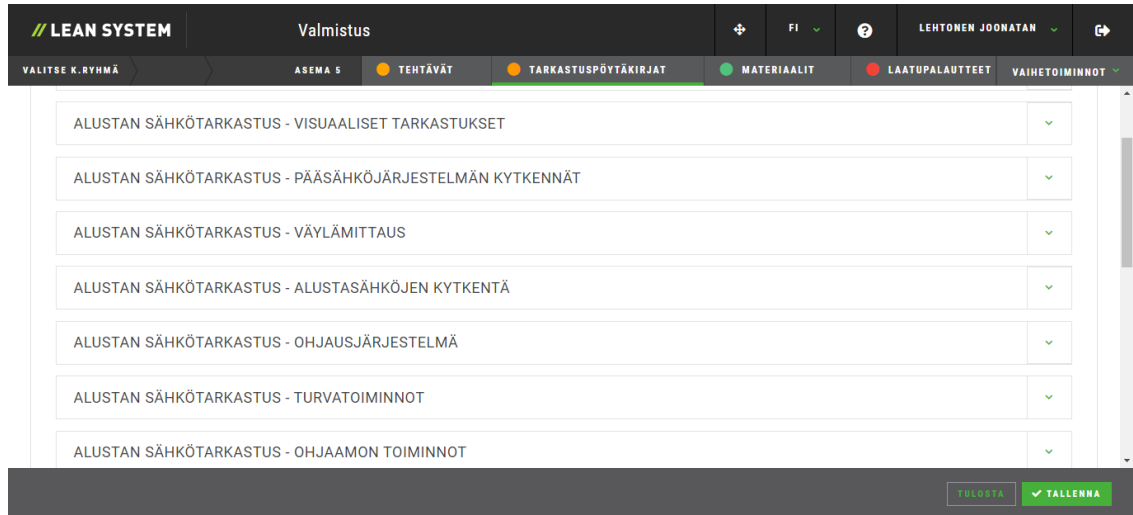 // LEAN SYSTEM Valmistus FI LEHTONEN JOONATAN
VALITSE K.RYHMÄ ASEMA 5 TEHTÄVÄT TARKASTUSPÖYTÄKIRJAT MATERIAALIT LAATUPALAUTTEET VAIHETOIMINNOT
ALUSTAN SÄHKÖTARKASTUS - VISUAALISET TARKASTUKSET
ALUSTAN SÄHKÖTARKASTUS - PÄÄSÄHKÖJÄRJESTELMÄN KYTKENNÄT
ALUSTAN SÄHKÖTARKASTUS - VÄYLÄMITTAUS
ALUSTAN SÄHKÖTARKASTUS - ALUSTASÄHKÖJEN KYTKENTÄ
ALUSTAN SÄHKÖTARKASTUS - OHJAUSJÄRJESTELMÄ
ALUSTAN SÄHKÖTARKASTUS - TURVATOIMINNOT
ALUSTAN SÄHKÖTARKASTUS - OHJAAMON TOIMINNOT
TULOSTA TALLENNA